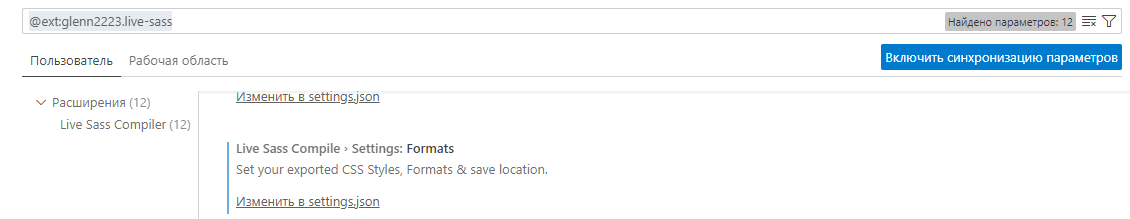 @ext:glenn2223.live-sass
Найдено параметров: 12
Пользователь Рабочая область
Включить синхронизацию параметров
Расширения (12)
Live Sass Compiler (12)
Изменить в settings.json
Live Sass Compile › Settings: Formats
Set your exported CSS Styles, Formats & save location.
Изменить в settings.json